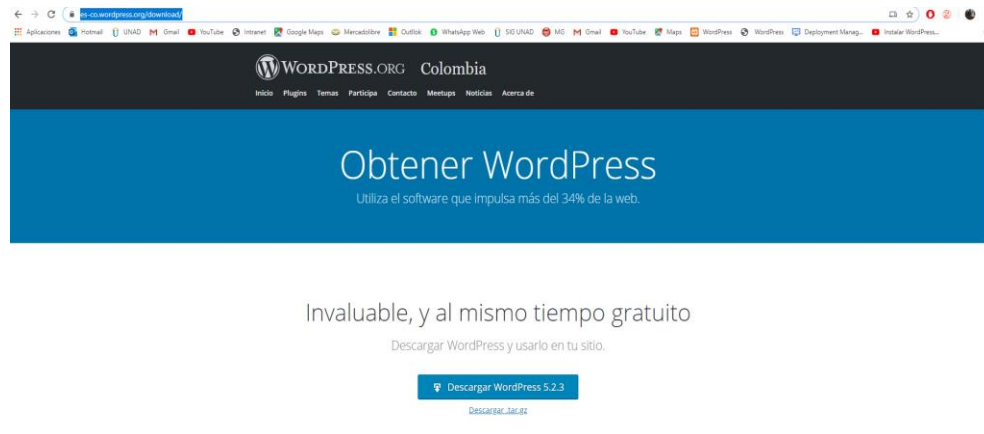 es-co.wordpress.org/download/
Aplicaciones Hotmail UNAD Gmail YouTube Intranet Google Maps Mercadolibre Outlok WhatsApp Web SIG UNAD MG Gmail YouTube Maps WordPress WordPress Deployment Manag... Instalar WordPress...
WORDPRESS.ORG Colombia
Inicio Plugins Temas Participa Contacto Meetups Noticias Acerca de
Obtener WordPress
Utiliza el software que impulsa más del 34% de la web.
Invaluable, y al mismo tiempo gratuito
Descargar WordPress y usarlo en tu sitio.
Descargar WordPress 5.2.3
Descargar .tar.gz